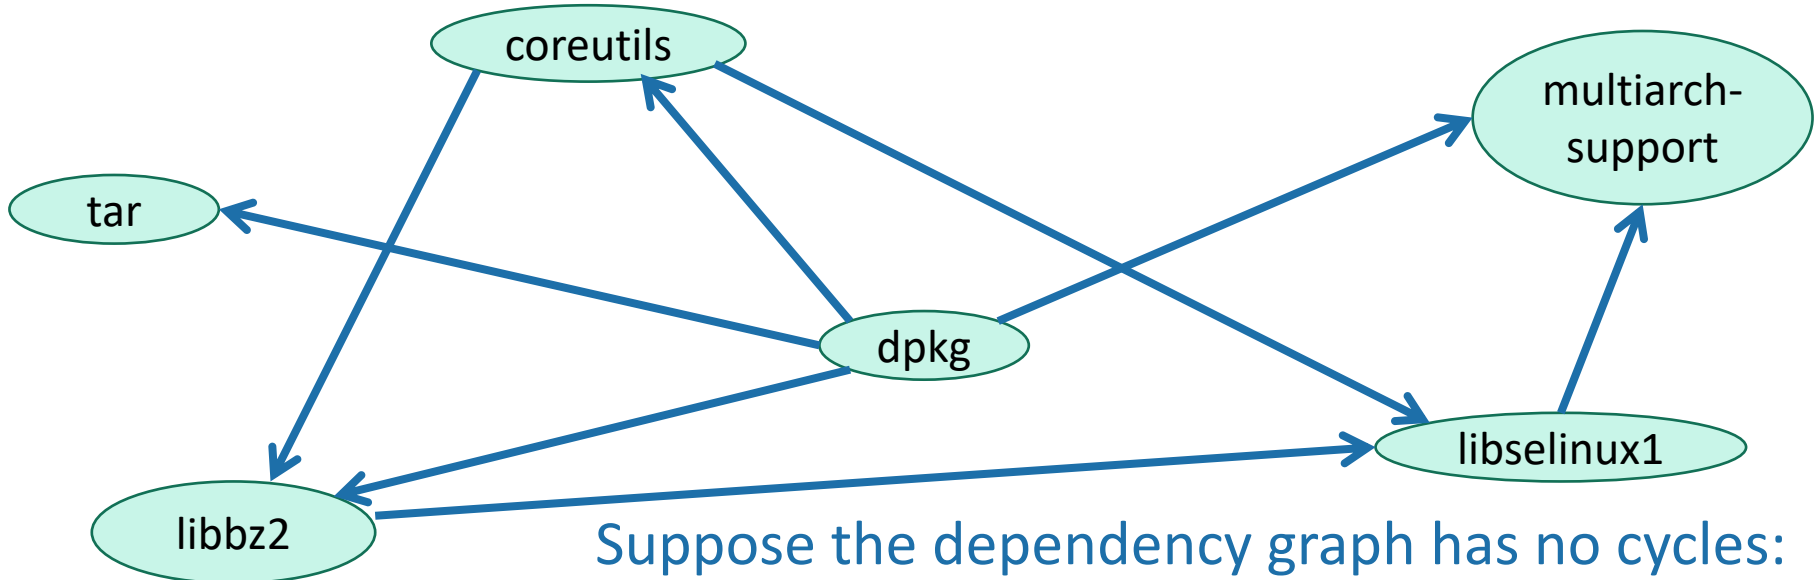 coreutils
multiarch-
support
tar
dpkg
libselinux1
libbz2
Suppose the dependency graph has no cycles: